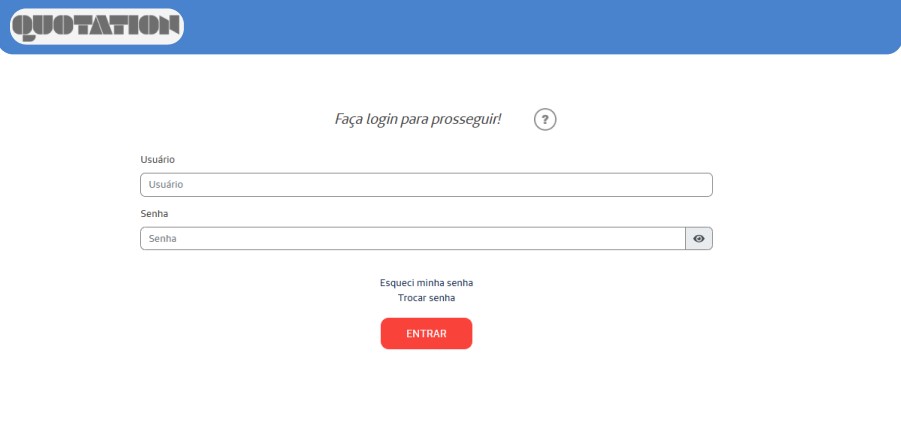 QUOTATION
Faça login para prosseguir!
?
Usuário
Usuário
Senha
Senha
Esqueci minha senha
Trocar senha
ENTRAR